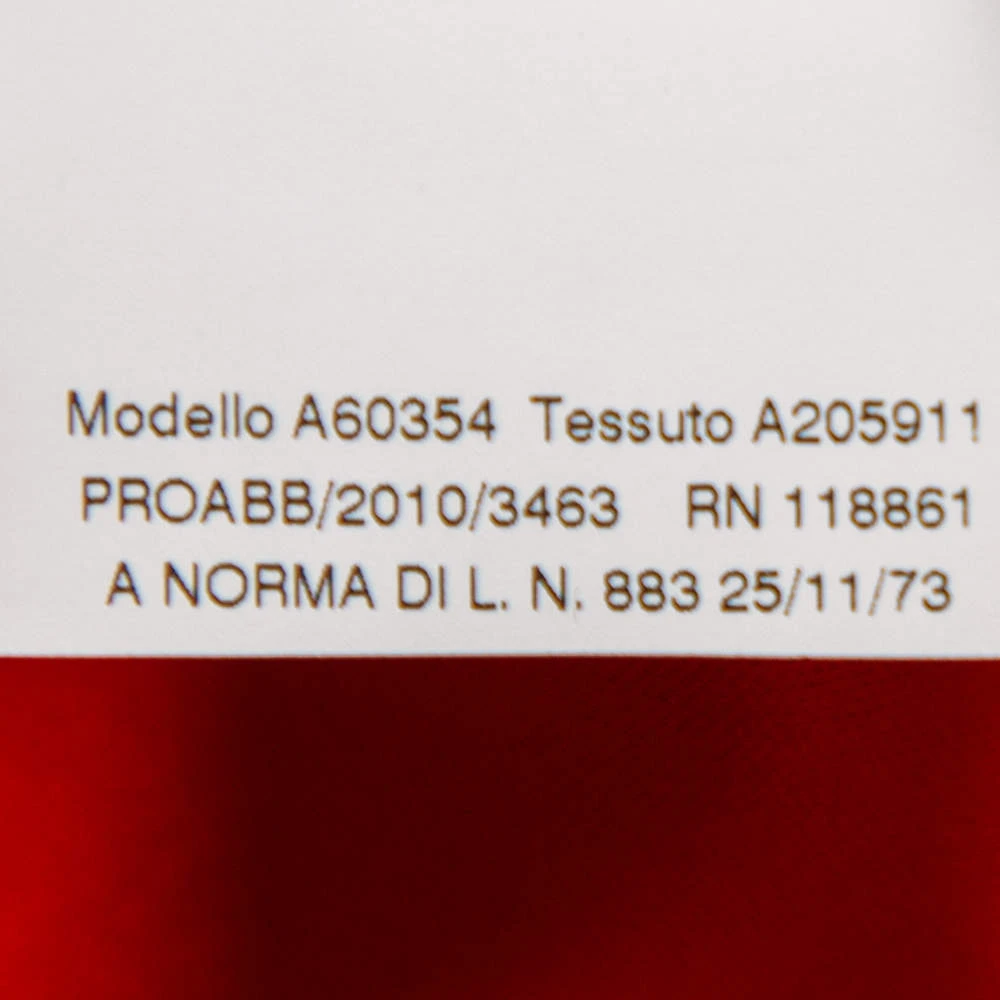 Modello A60354 Tessuto A205911
PROABB/2010/3463 RN 118861
A NORMA DI L. N. 883 25/11/73